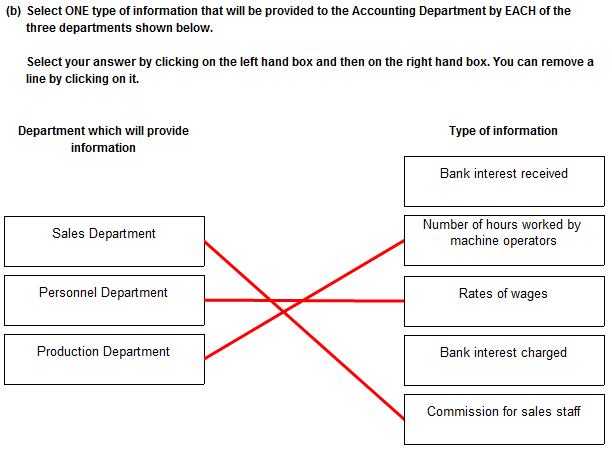 (b) Select ONE type of information that will be provided to the Accounting Department by EACH of the
three departments shown below.
Select your answer by clicking on the left hand box and then on the right hand box. You can remove a
line by clicking on it.
Department which will provide
information
Type of information
Bank interest received
Sales Department
Number of hours worked by
machine operators
Personnel Department
Rates of wages
Production Department
Bank interest charged
Commission for sales staff